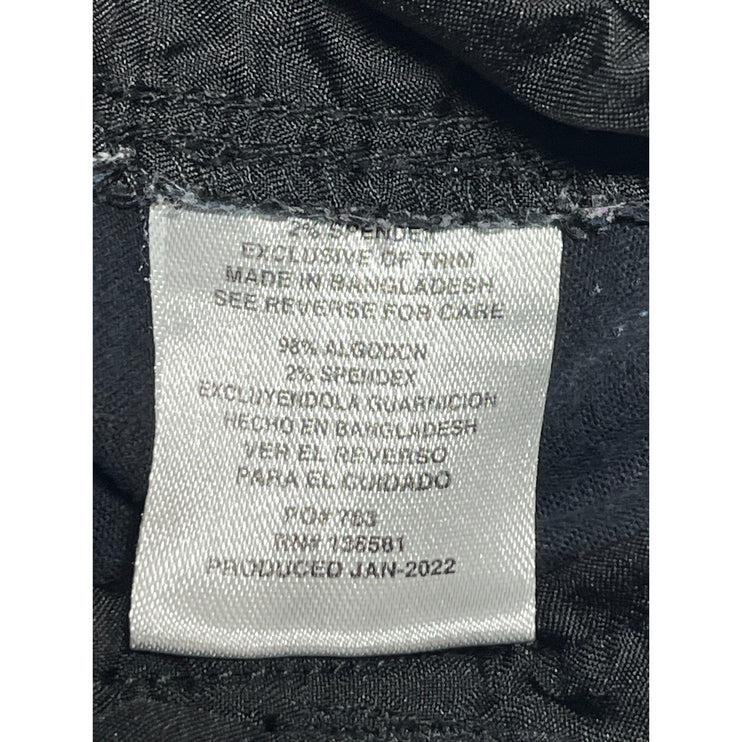 2% SPENDEX
EXCLUSIVE OF TRIM
MADE IN BANGLADESH
SEE REVERSE FOR CARE
98% ALGODON
2% SPENDEX
EXCLUYENDOLA GUARNICION
HECHO EN BANGLADESH
VER EL REVERSO
PARA EL CUIDADO
PO# 783
RN# 136581
PRODUCED JAN-2022